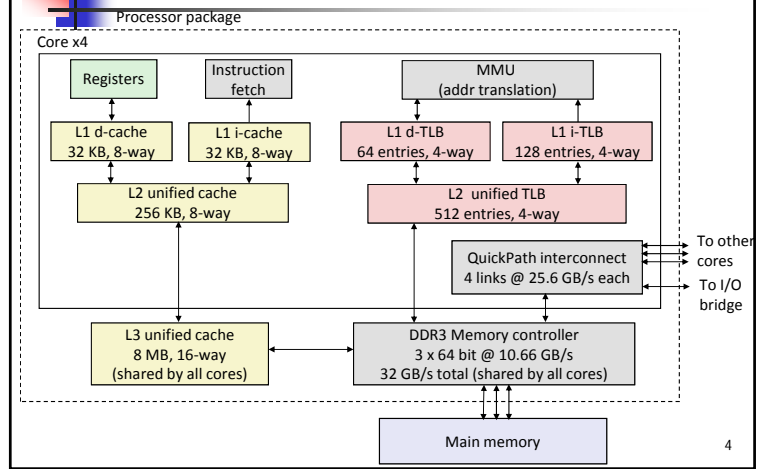 Processor package
Core x4
Registers
Instruction
fetch
MMU
(addr translation)
L1 d-cache
32 KB, 8-way
L1 i-cache
32 KB, 8-way
L1 d-TLB
64 entries, 4-way
L1 i-TLB
128 entries, 4-way
L2 unified cache
256 KB, 8-way
L2 unified TLB
512 entries, 4-way
QuickPath interconnect
4 links @ 25.6 GB/s each
To other
cores
To I/O
bridge
L3 unified cache
8 MB, 16-way
(shared by all cores)
DDR3 Memory controller
3 x 64 bit @ 10.66 GB/s
32 GB/s total (shared by all cores)
Main memory
4